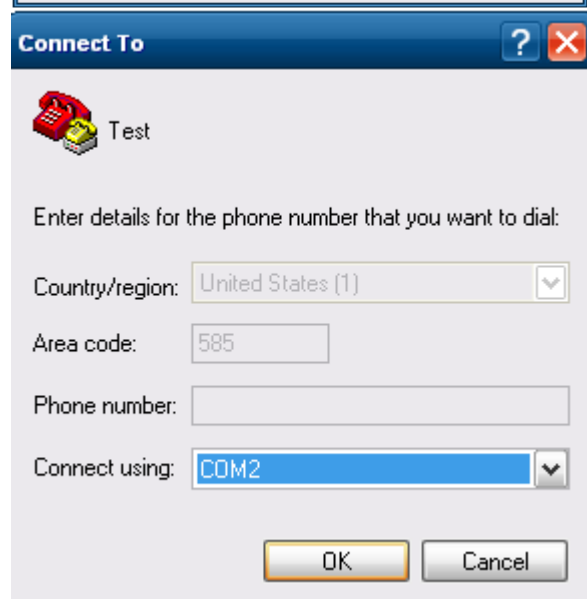 Connect To
Test
Enter details for the phone number that you want to dial:
Country/region: United States (1)
Area code: 585
Phone number:
Connect using: COM2
OK Cancel